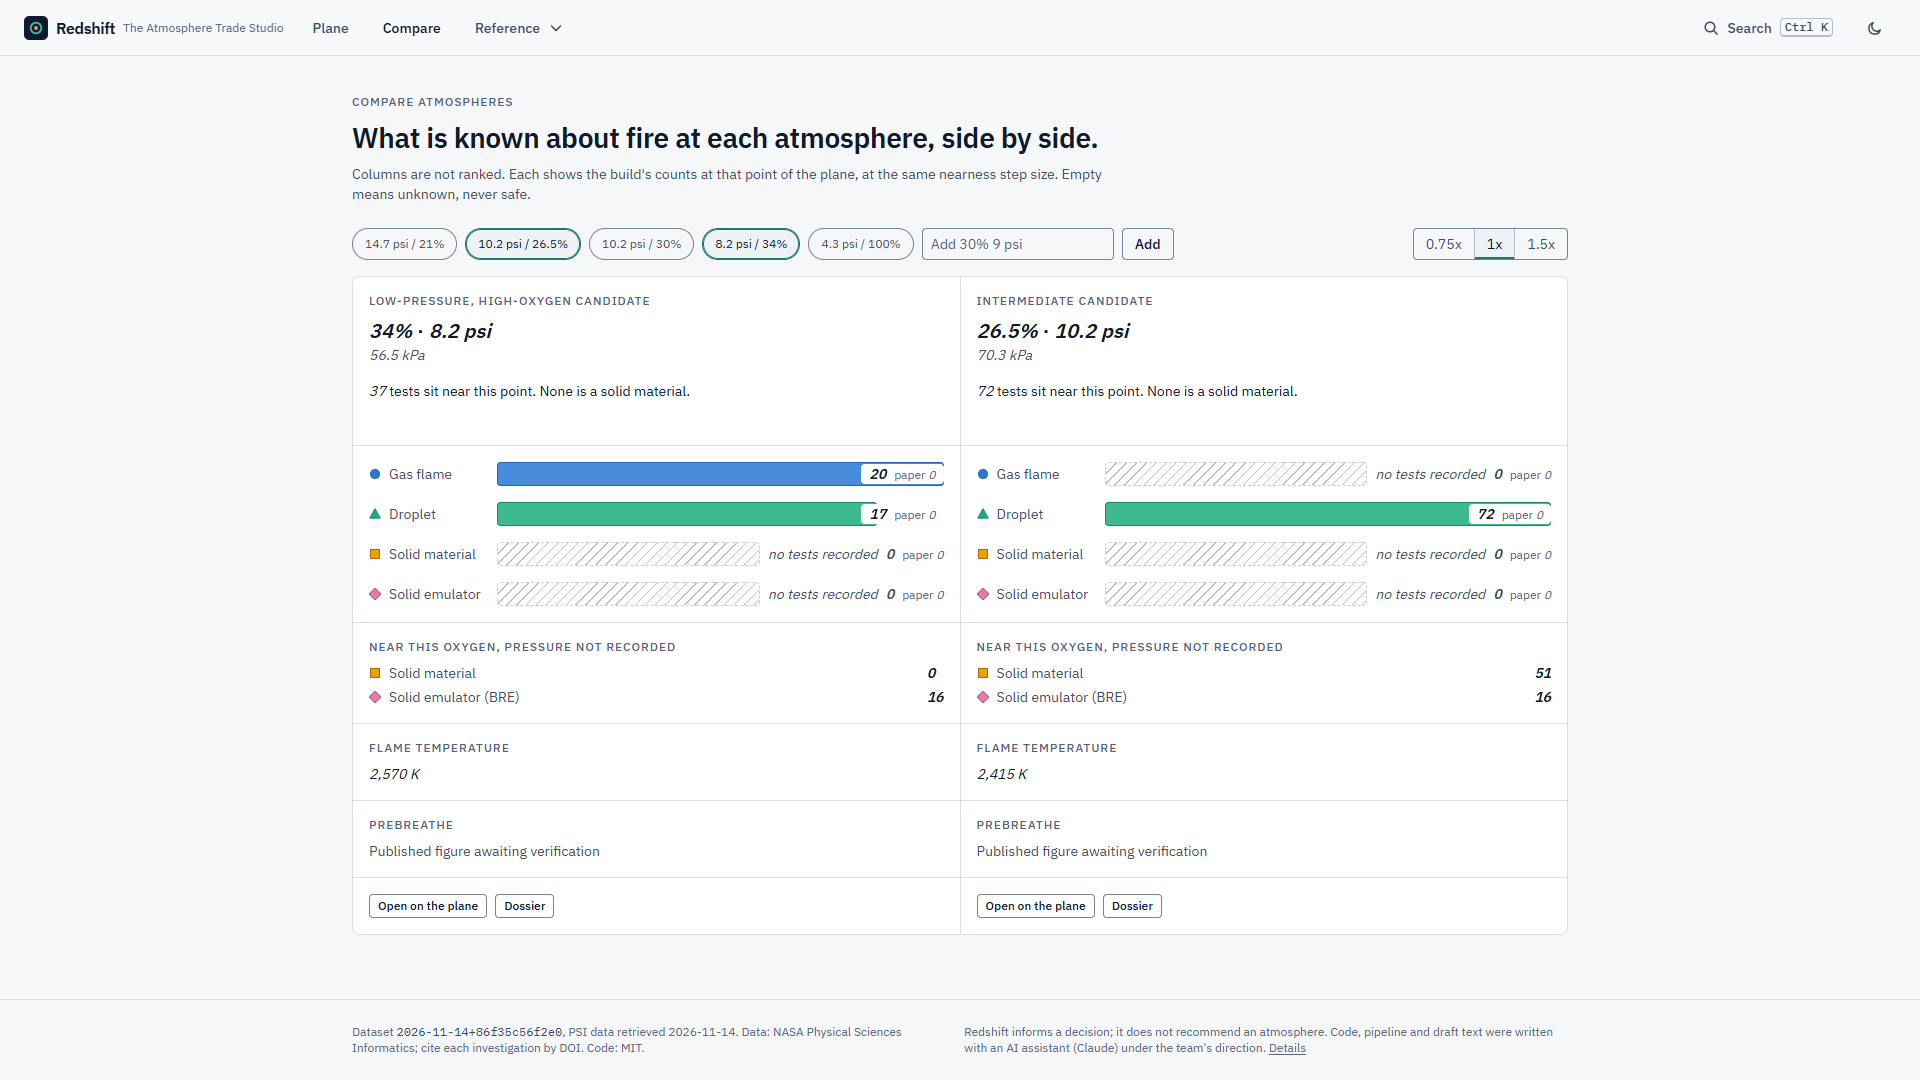 Redshift The Atmosphere Trade Studio Plane Compare Reference Search Ctrl K
COMPARE ATMOSPHERES
What is known about fire at each atmosphere, side by side.
Columns are not ranked. Each shows the build's counts at that point of the plane, at the same nearness step size. Empty
means unknown, never safe.
14.7 psi / 21% 10.2 psi / 26.5% 10.2 psi / 30% 8.2 psi / 34% 4.3 psi / 100% Add 30% 9 psi Add 0.75x 1x 1.5x
LOW-PRESSURE, HIGH-OXYGEN CANDIDATE
34% · 8.2 psi
56.5 kPa
37 tests sit near this point. None is a solid material.
Gas flame 20 paper 0
Droplet 17 paper 0
Solid material no tests recorded 0 paper 0
Solid emulator no tests recorded 0 paper 0
NEAR THIS OXYGEN, PRESSURE NOT RECORDED
Solid material 0
Solid emulator (BRE) 16
FLAME TEMPERATURE
2,570 K
PREBREATHE
Published figure awaiting verification
Open on the plane Dossier
INTERMEDIATE CANDIDATE
26.5% · 10.2 psi
70.3 kPa
72 tests sit near this point. None is a solid material.
Gas flame no tests recorded 0 paper 0
Droplet 72 paper 0
Solid material no tests recorded 0 paper 0
Solid emulator no tests recorded 0 paper 0
NEAR THIS OXYGEN, PRESSURE NOT RECORDED
Solid material 51
Solid emulator (BRE) 16
FLAME TEMPERATURE
2,415 K
PREBREATHE
Published figure awaiting verification
Open on the plane Dossier
Dataset 2026-11-14+86f35c56f2e0, PSI data retrieved 2026-11-14. Data: NASA Physical Sciences
Informatics; cite each investigation by DOI. Code: MIT.
Redshift informs a decision; it does not recommend an atmosphere. Code, pipeline and draft text were written
with an AI assistant (Claude) under the team's direction. Details